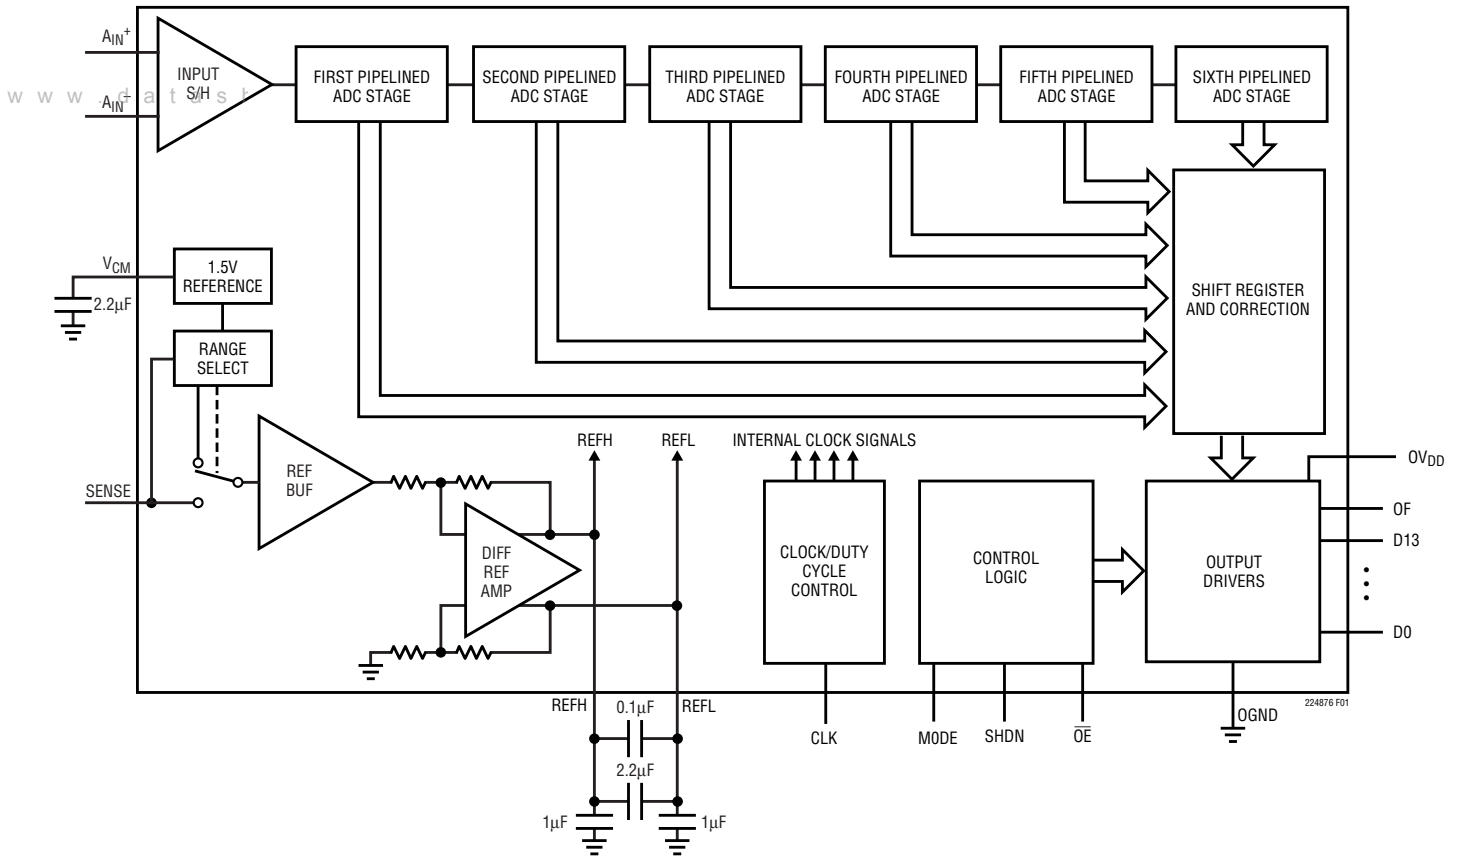 AIN+
INPUT
S/H
AIN–
www.datash
FIRST PIPELINED
ADC STAGE
SECOND PIPELINED
ADC STAGE
THIRD PIPELINED
ADC STAGE
FOURTH PIPELINED
ADC STAGE
FIFTH PIPELINED
ADC STAGE
SIXTH PIPELINED
ADC STAGE
VCM
2.2µF
1.5V
REFERENCE
RANGE
SELECT
SHIFT REGISTER
AND CORRECTION
SENSE
REF
BUF
DIFF
REF
AMP
REFH
REFL
INTERNAL CLOCK SIGNALS
CLOCK/DUTY
CYCLE
CONTROL
CONTROL
LOGIC
OUTPUT
DRIVERS
OVDD
OF
D13
D0
REFH
0.1µF
REFL
2.2µF
1µF
1µF
CLK
M0DE
SHDN
OE
OGND
224876 F01